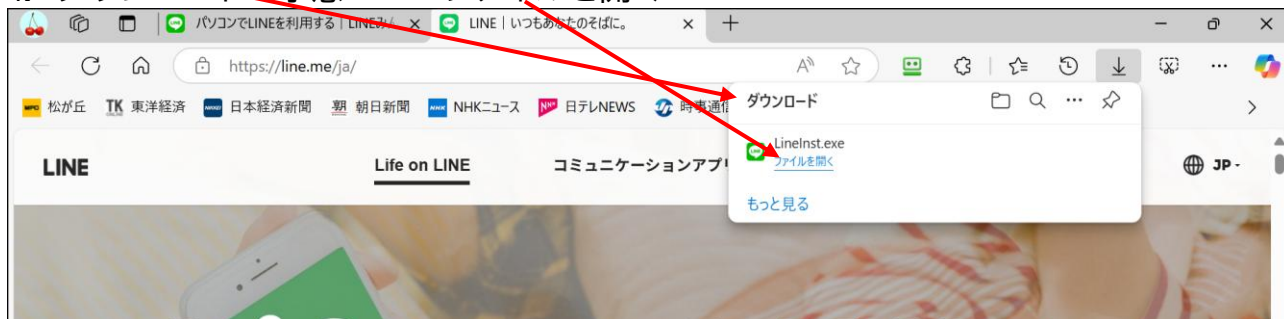 パソコンでLINEを利用する｜LINEみん
LINE｜いつもあなたのそばに。
https://line.me/ja/
松が丘 TK 東洋経済 日本経済新聞 朝日新聞 NHKニュース 日テレNEWS 時事通信
ダウンロード
LineInst.exe
ファイルを開く
もっと見る
LINE Life on LINE コミュニケーションアプリ JP